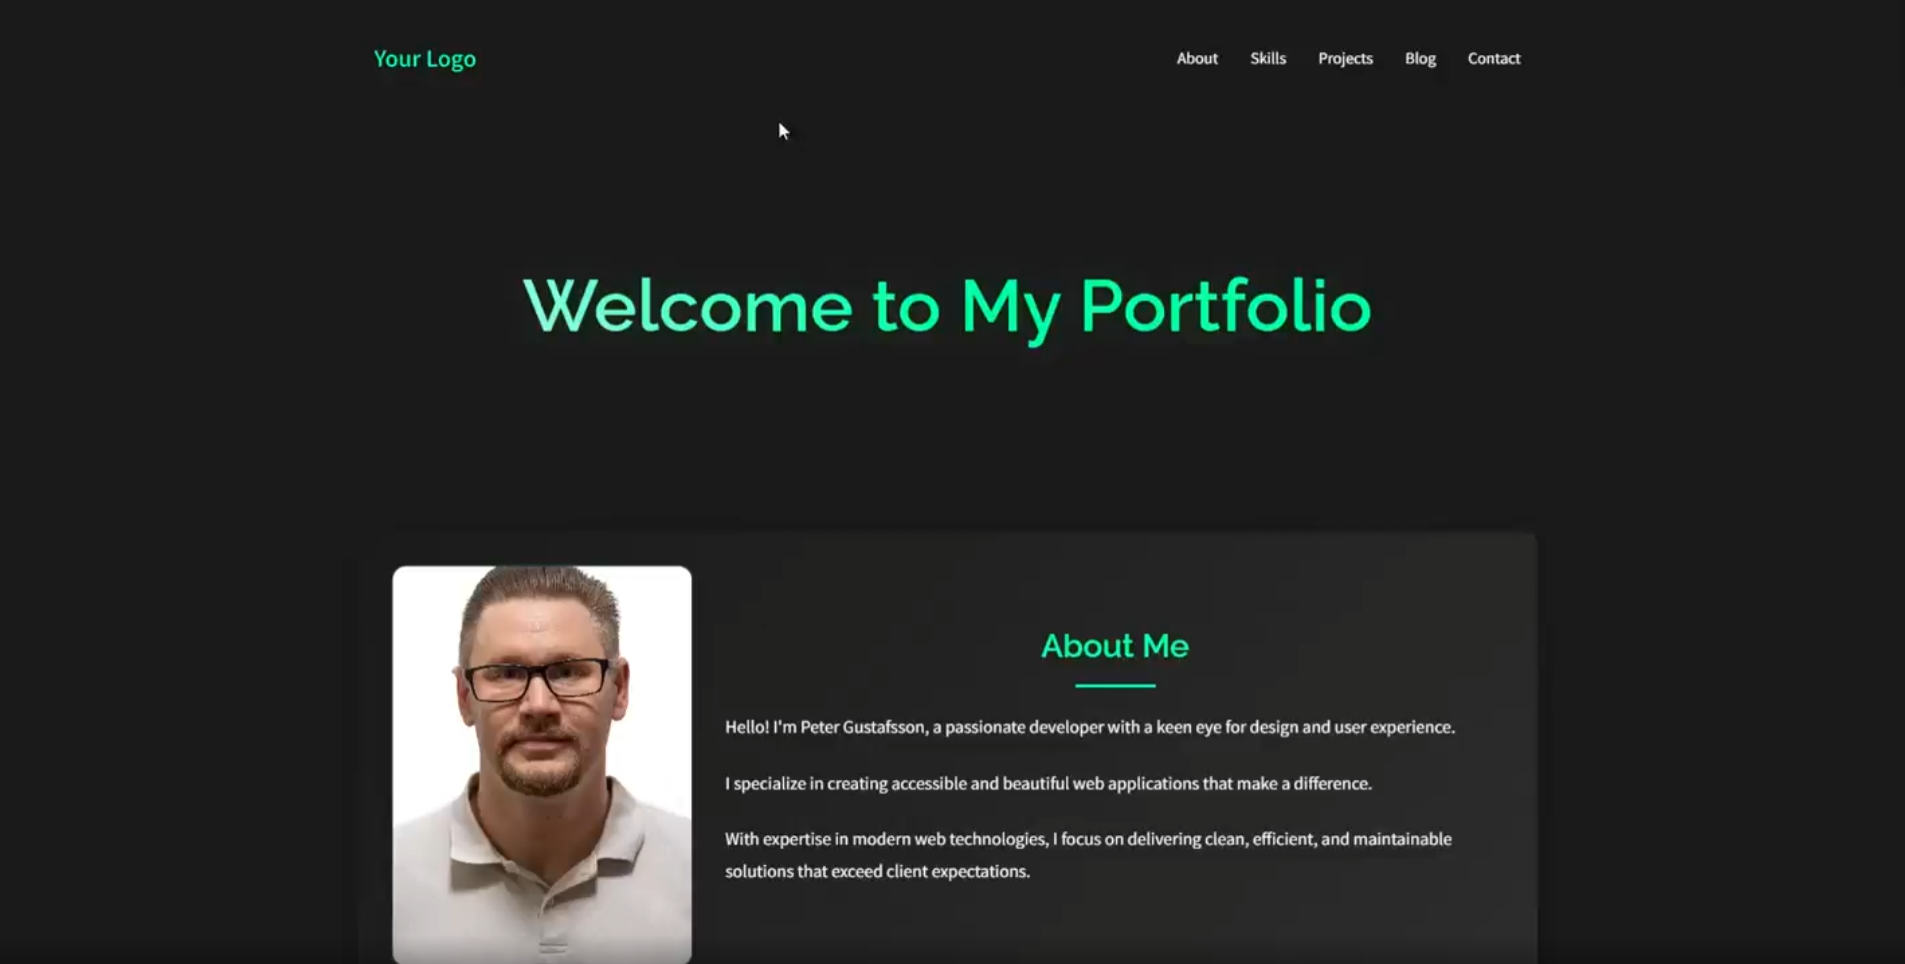 Your Logo
About Skills Projects Blog Contact
Welcome to My Portfolio
About Me
Hello! I'm Peter Gustafsson, a passionate developer with a keen eye for design and user experience.
I specialize in creating accessible and beautiful web applications that make a difference.
With expertise in modern web technologies, I focus on delivering clean, efficient, and maintainable
solutions that exceed client expectations.